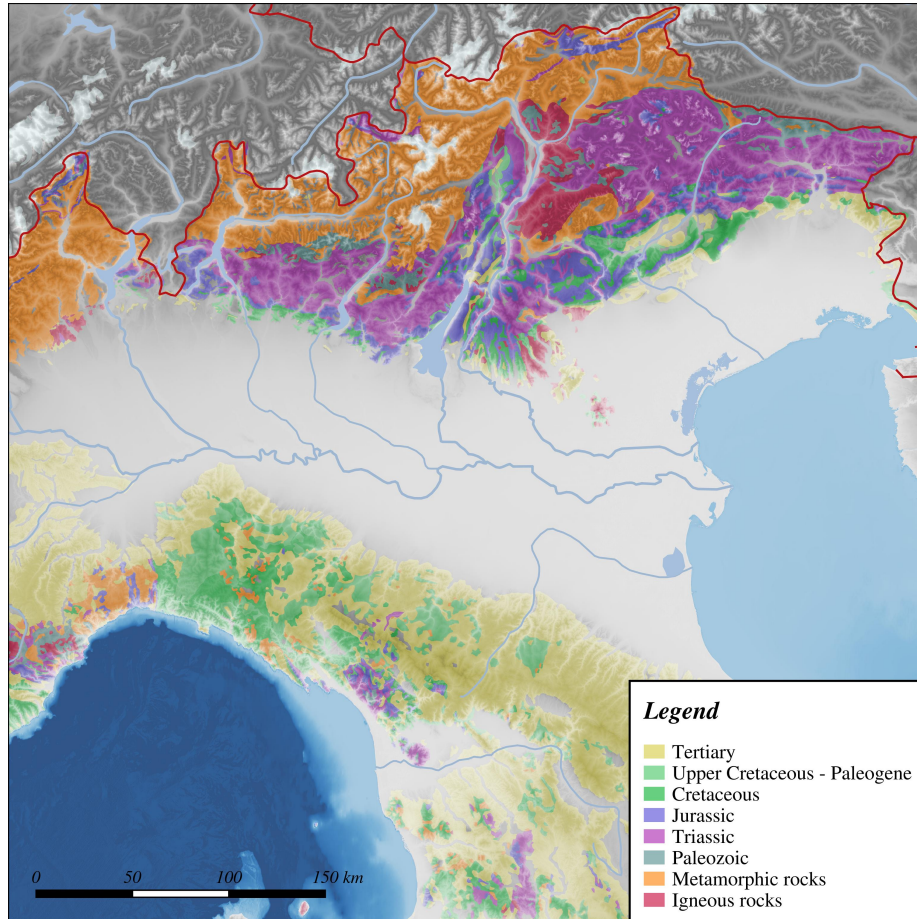 Legend
Tertiary
Upper Cretaceous - Paleogene
Cretaceous
Jurassic
Triassic
Paleozoic
Metamorphic rocks
Igneous rocks
0 50 100 150 km